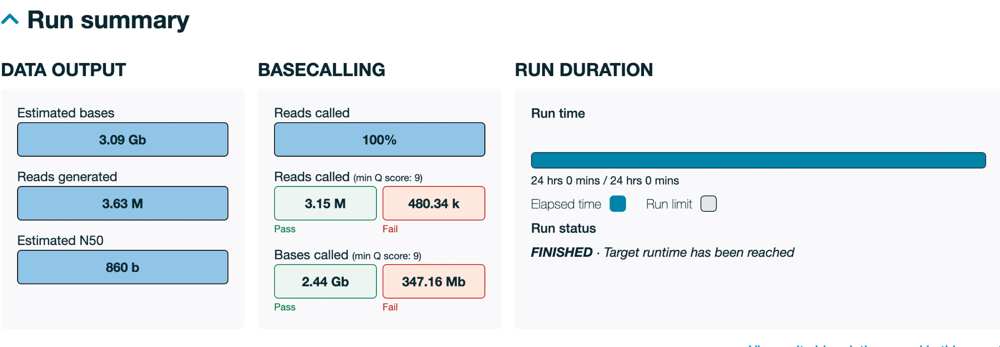 Run summary
DATA OUTPUT
Estimated bases
3.09 Gb
Reads generated
3.63 M
Estimated N50
860 b
BASECALLING
Reads called
100%
Reads called (min Q score: 9)
3.15 M
480.34 k
Pass
Fail
Bases called (min Q score: 9)
2.44 Gb
347.16 Mb
Pass
Fail
RUN DURATION
Run time
24 hrs 0 mins / 24 hrs 0 mins
Elapsed time
Run limit
Run status
FINISHED · Target runtime has been reached